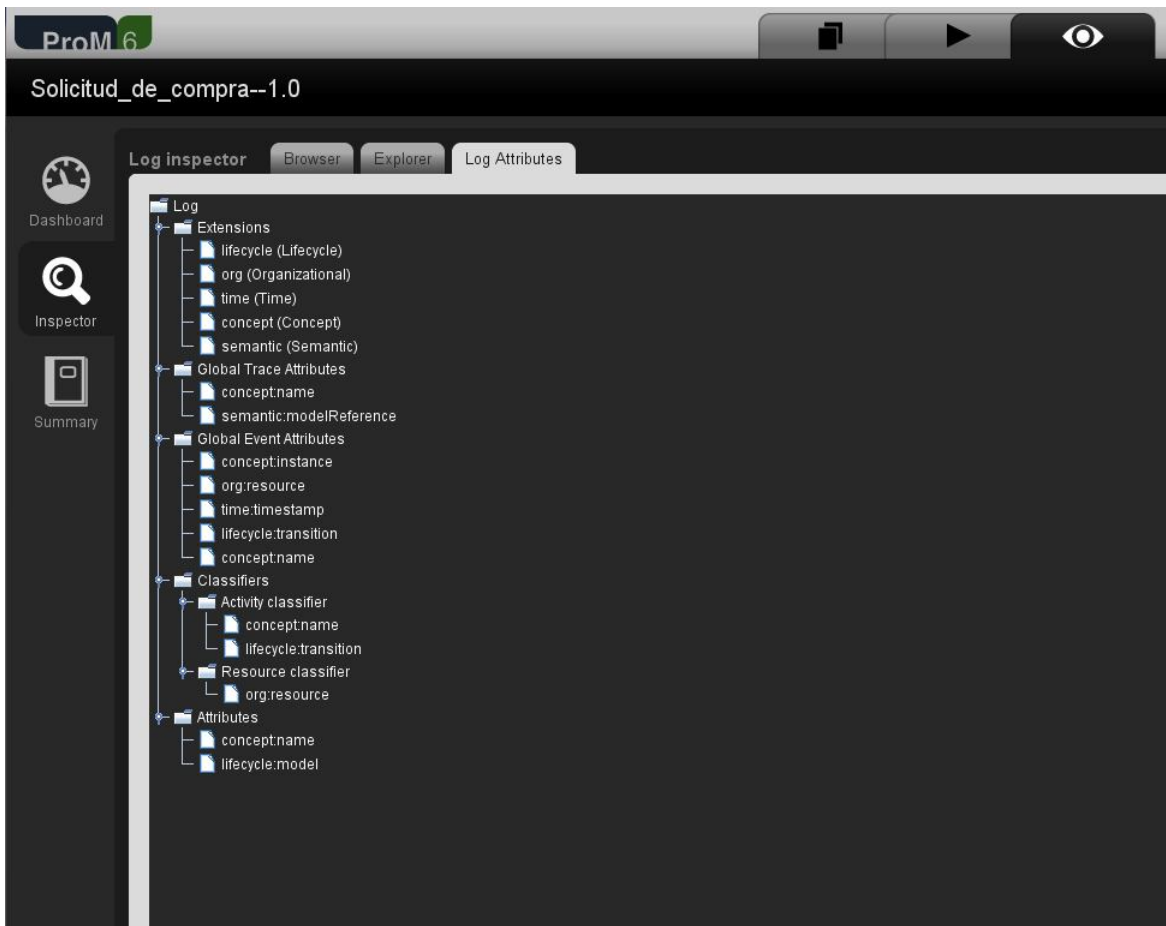 ProM 6
Solicitud_de_compra--1.0
Log inspector Browser Explorer Log Attributes
Dashboard
Inspector
Summary
Log
Extensions
lifecycle (Lifecycle)
org (Organizational)
time (Time)
concept (Concept)
semantic (Semantic)
Global Trace Attributes
concept:name
semantic:modelReference
Global Event Attributes
concept:instance
org:resource
time:timestamp
lifecycle:transition
concept:name
Classifiers
Activity classifier
concept:name
lifecycle:transition
Resource classifier
org:resource
Attributes
concept:name
lifecycle:model